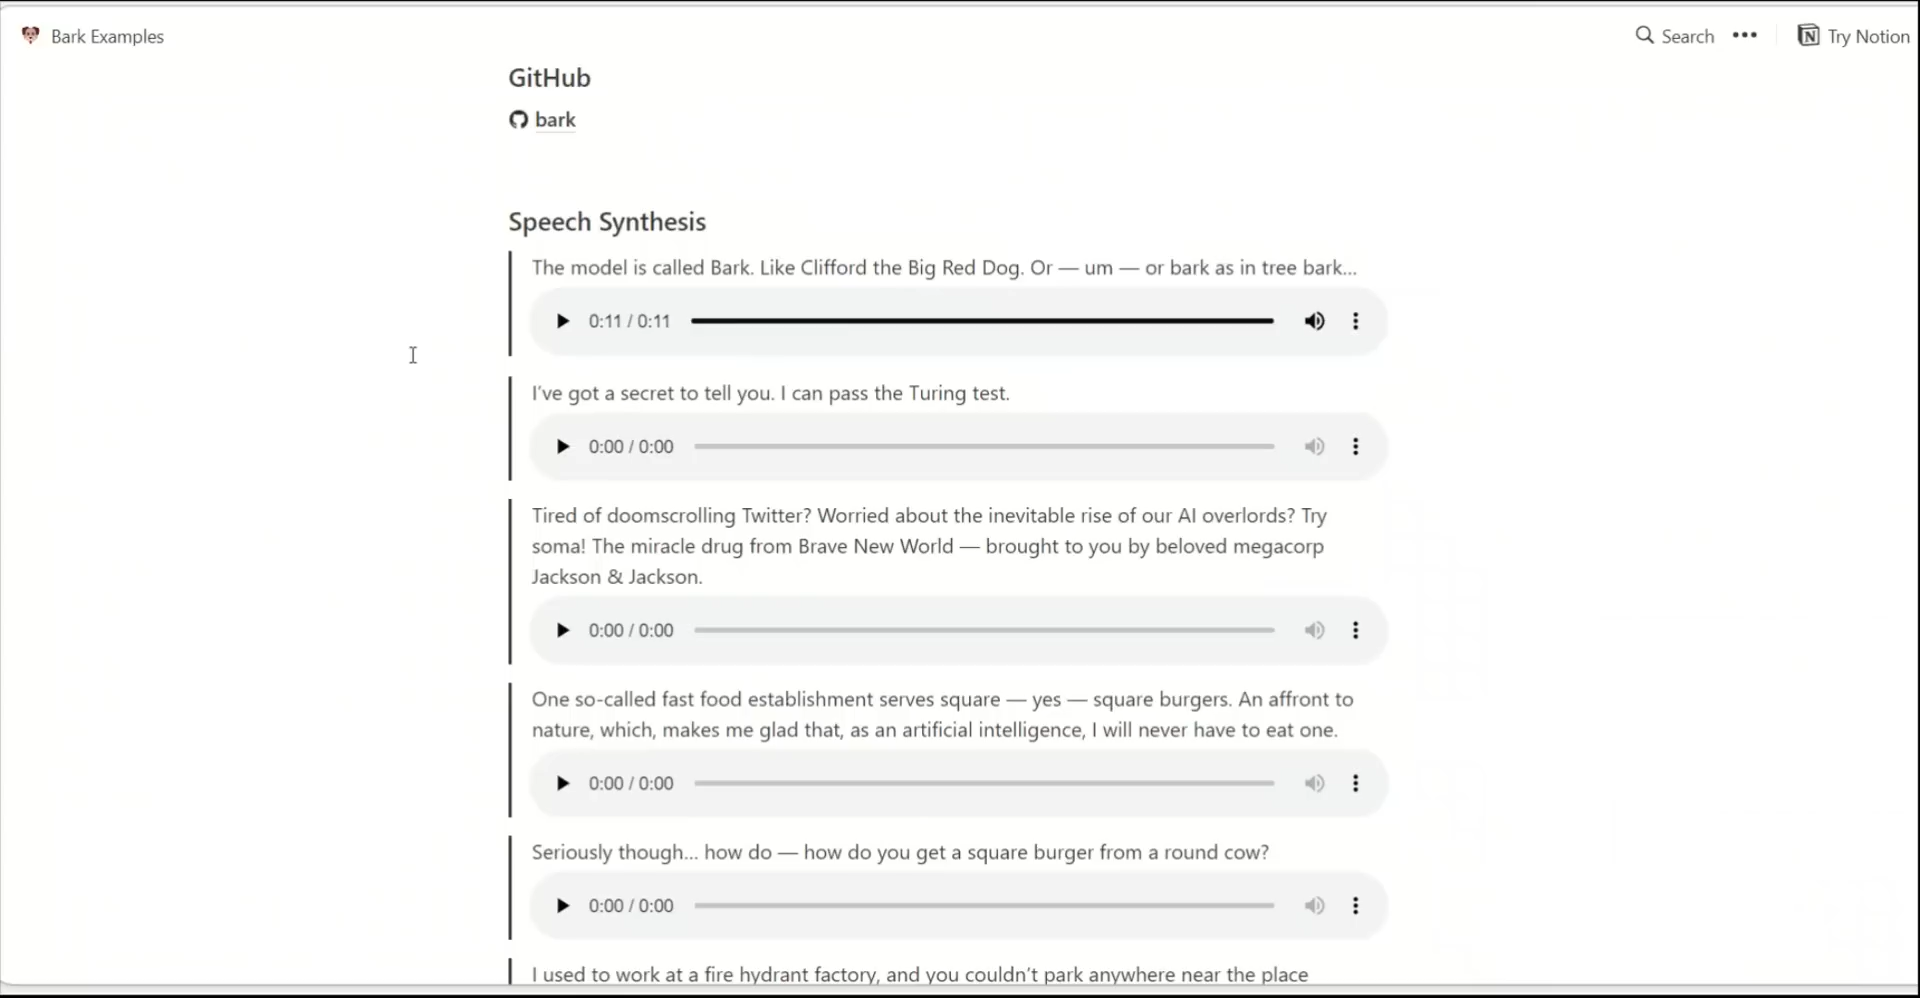 Bark Examples
Search
Try Notion
GitHub
bark
Speech Synthesis
The model is called Bark. Like Clifford the Big Red Dog. Or — um — or bark as in tree bark...
0:11 / 0:11
I've got a secret to tell you. I can pass the Turing test.
0:00 / 0:00
Tired of doomscrolling Twitter? Worried about the inevitable rise of our AI overlords? Try
soma! The miracle drug from Brave New World — brought to you by beloved megacorp
Jackson & Jackson.
0:00 / 0:00
One so-called fast food establishment serves square — yes — square burgers. An affront to
nature, which, makes me glad that, as an artificial intelligence, I will never have to eat one.
0:00 / 0:00
Seriously though... how do — how do you get a square burger from a round cow?
0:00 / 0:00
I used to work at a fire hydrant factory, and you couldn't park anywhere near the place